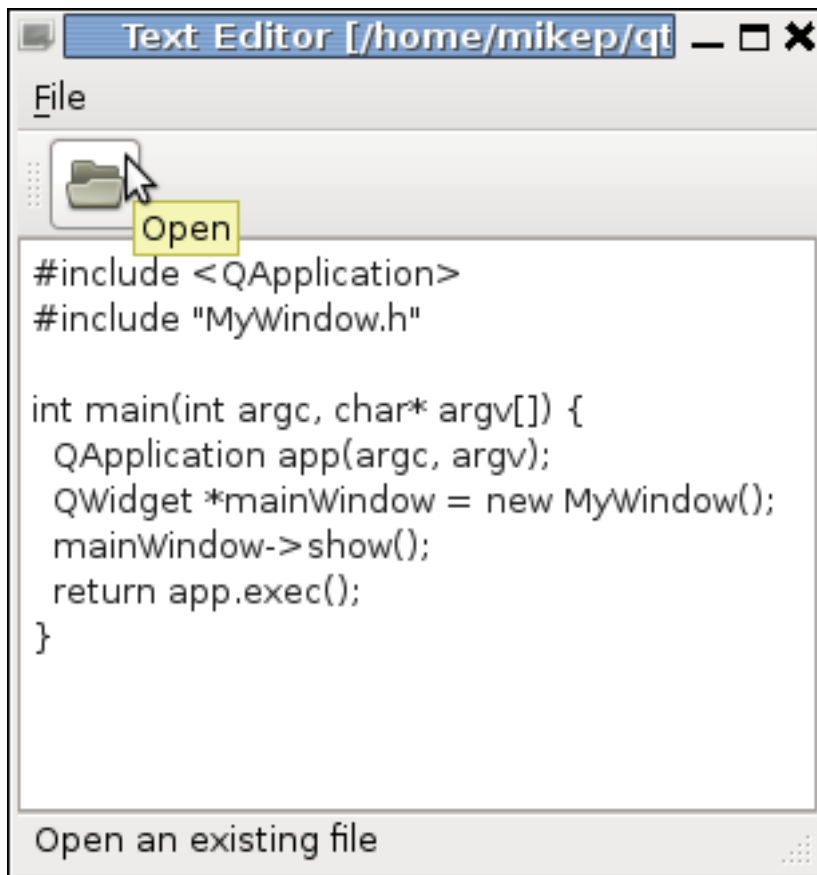 Text Editor [/home/mikep/qt
File
Open
#include <QApplication>
#include "MyWindow.h"
int main(int argc, char* argv[]) {
  QApplication app(argc, argv);
  QWidget *mainWindow = new MyWindow();
  mainWindow->show();
  return app.exec();
}
Open an existing file